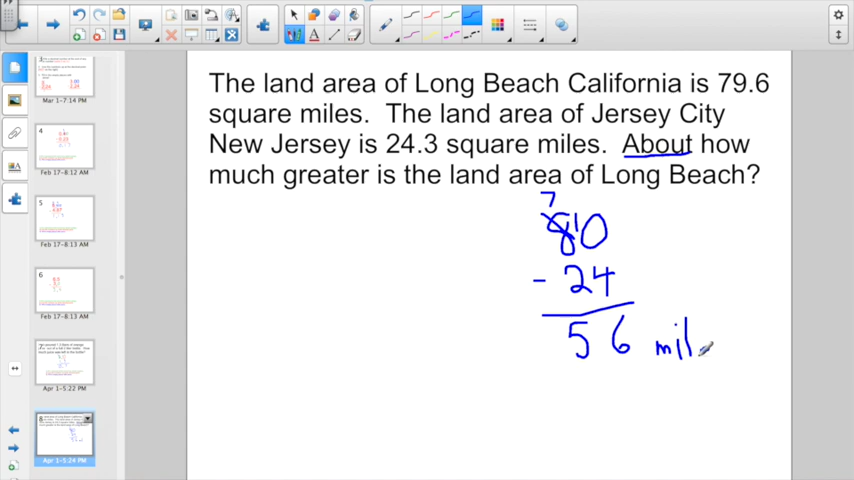 Mar 1-7:14 PM
4
Feb 17-8:12 AM
5
Feb 17-8:13 AM
6
Feb 17-8:13 AM
Apr 1-5:22 PM
8
Apr 1-5:24 PM
The land area of Long Beach California is 79.6
square miles.  The land area of Jersey City
New Jersey is 24.3 square miles.  About how
much greater is the land area of Long Beach?
7
8 10
- 24
56 mil